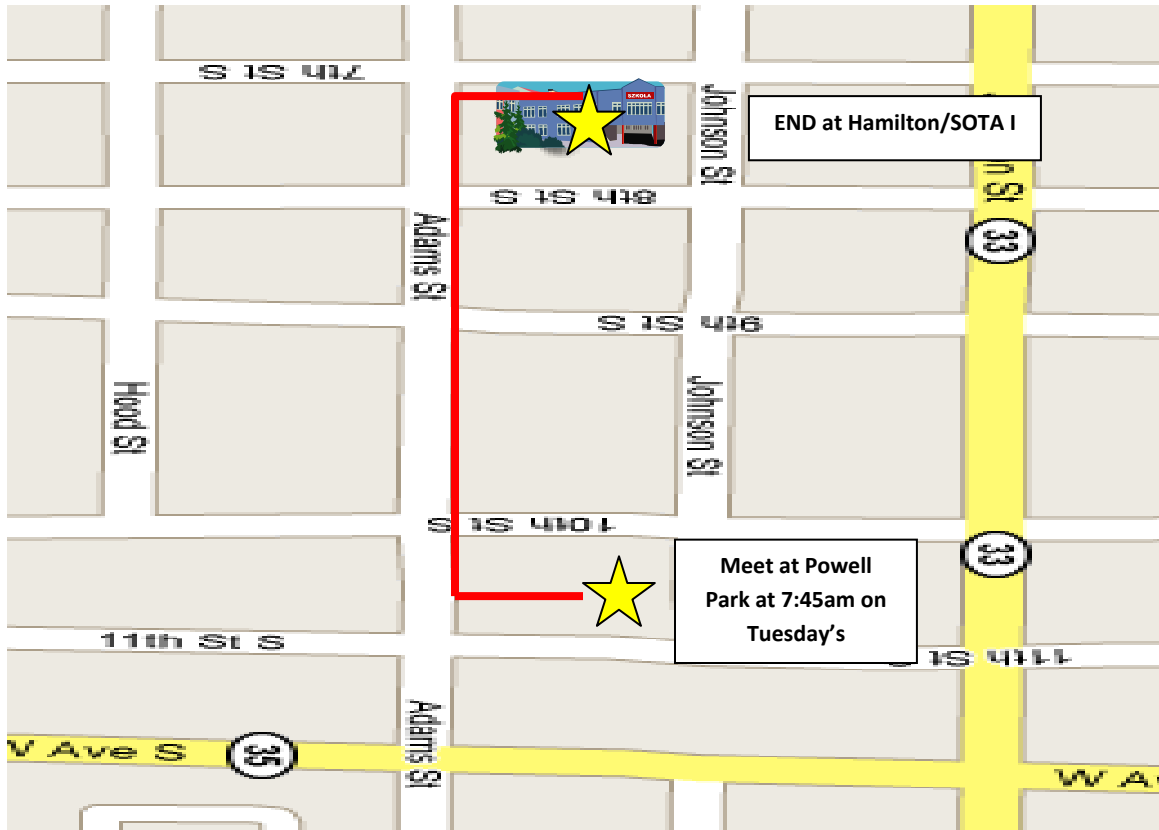 7th St S
SZKOŁA
Johnson St
END at Hamilton/SOTA I
n St
8th St S
Adams St
33
9th St S
Hood St
Johnson St
10th St S
33
Meet at Powell
Park at 7:45am on
Tuesday's
11th St S
11th St S
Adams St
Ave S
35
W